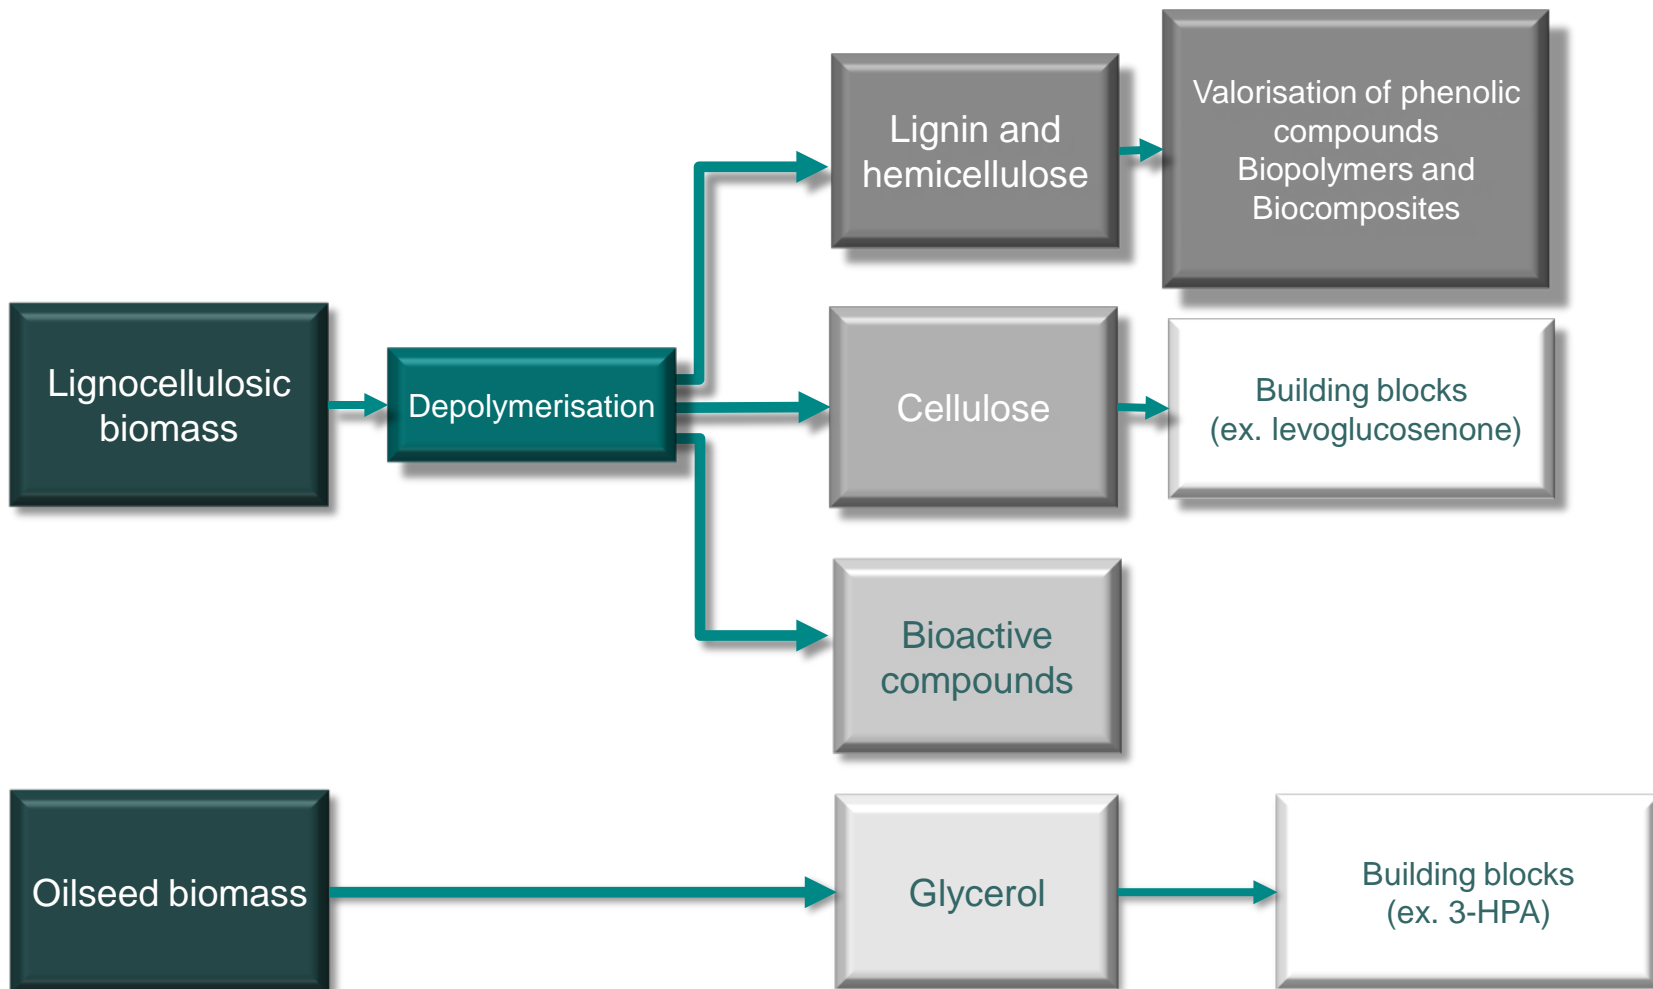 Lignin and
hemicellulose
Valorisation of phenolic
compounds
Biopolymers and
Biocomposites
Lignocellulosic
biomass
Depolymerisation
Cellulose
Building blocks
(ex. levoglucosenone)
Bioactive
compounds
Oilseed biomass
Glycerol
Building blocks
(ex. 3-HPA)